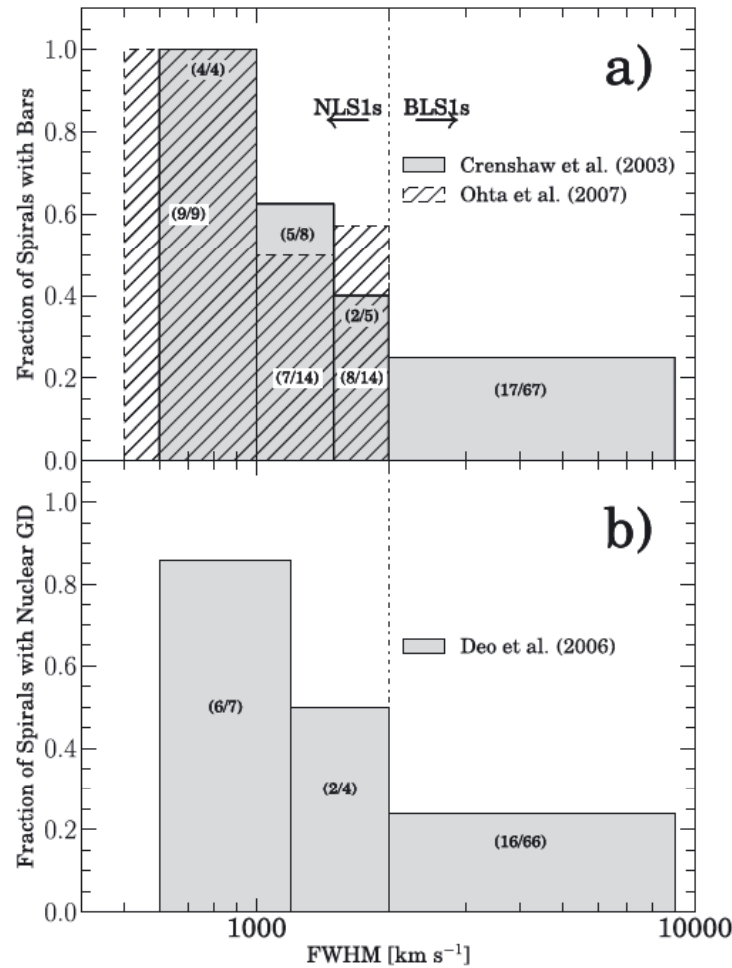 a)
1.0
(4/4)
NLS1s BLS1s
0.8
Crenshaw et al. (2003)
Ohta et al. (2007)
0.6
(9/9)
(5/8)
0.4
(2/5)
(7/14)
(8/14)
(17/67)
0.2
0.0
Fraction of Spirals with Bars
b)
1.0
0.8
Deo et al. (2006)
0.6
(6/7)
(2/4)
0.4
0.2
(16/66)
0.0
Fraction of Spirals with Nuclear GD
1000
10000
FWHM [km s⁻¹]